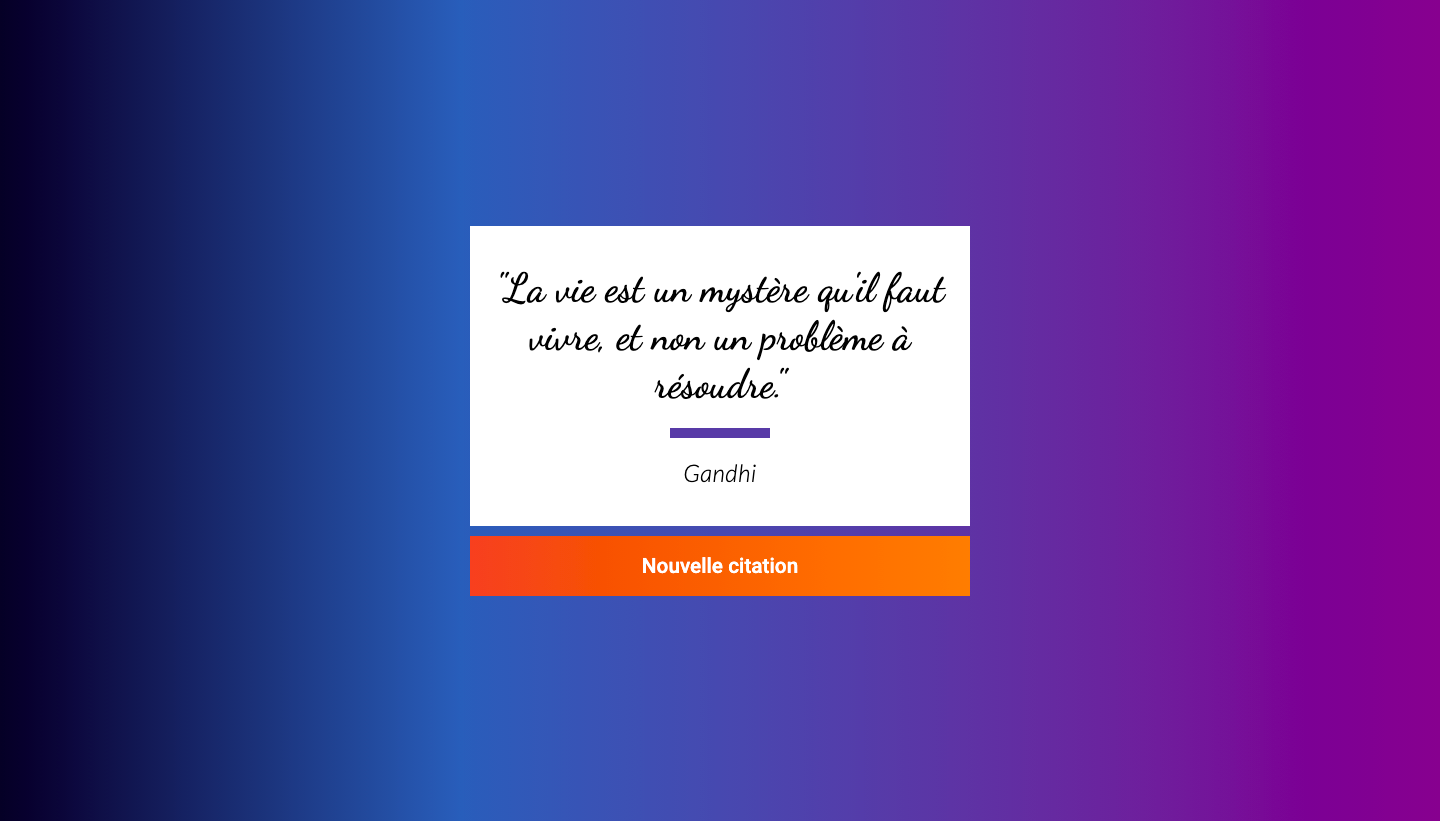 "La vie est un mystère qu'il faut
vivre, et non un problème à
résoudre."
Gandhi
Nouvelle citation